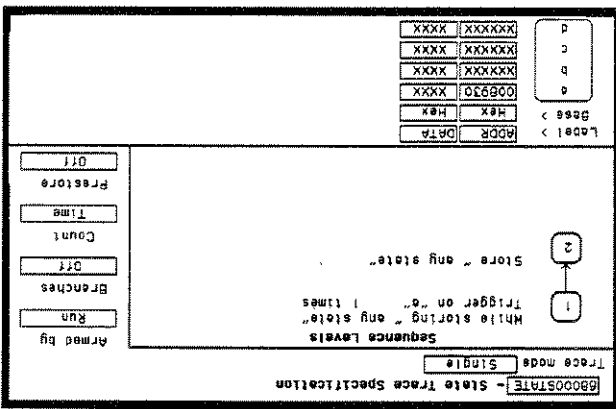 68000STATE - State Trace Specification
Trace mode Single
Sequence Levels
While storing " any state"
Trigger on "a" 1 times
Store " any state"
1
2
Armed by
Run
Branches
Off
Count
Time
Prestore
Off
Label > ADDR DATA
Base > Hex Hex
a 008930 XXXX
b XXXXXX XXXX
c XXXXXX XXXX
d XXXXXX XXXX